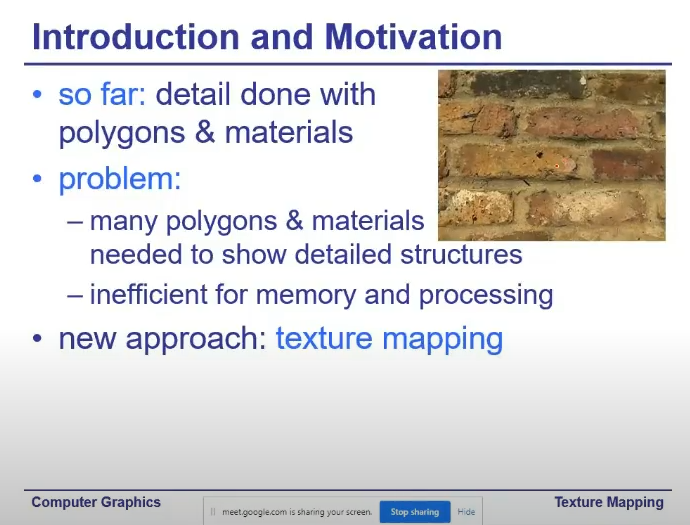 Introduction and Motivation
• so far: detail done with
polygons & materials
• problem:
– many polygons & materials
needed to show detailed structures
– inefficient for memory and processing
• new approach: texture mapping
Computer Graphics
meet.google.com is sharing your screen.
Stop sharing
Hide
Texture Mapping